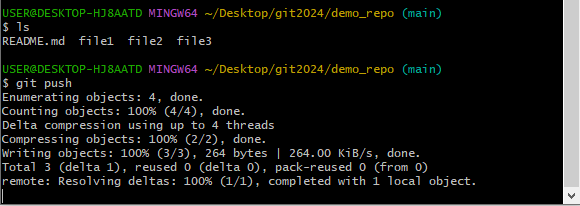 USER@DESKTOP-HJ8AATD MINGW64 ~/Desktop/git2024/demo_repo (main)
$ ls
README.md  file1  file2  file3
USER@DESKTOP-HJ8AATD MINGW64 ~/Desktop/git2024/demo_repo (main)
$ git push
Enumerating objects: 4, done.
Counting objects: 100% (4/4), done.
Delta compression using up to 4 threads
Compressing objects: 100% (2/2), done.
Writing objects: 100% (3/3), 264 bytes | 264.00 KiB/s, done.
Total 3 (delta 1), reused 0 (delta 0), pack-reused 0 (from 0)
remote: Resolving deltas: 100% (1/1), completed with 1 local object.